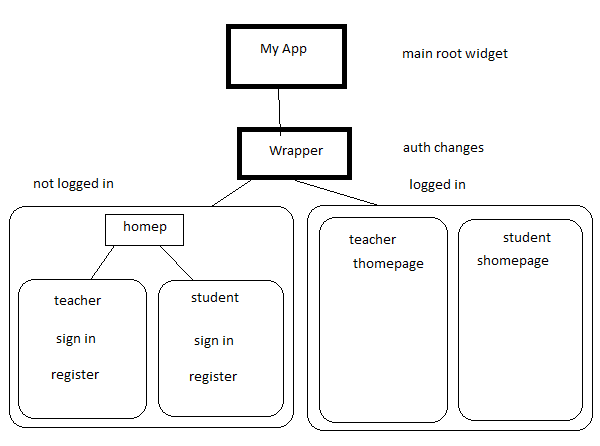 My App
main root widget
Wrapper
auth changes
not logged in
logged in
homep
teacher
sign in
register
student
sign in
register
teacher
thomepage
student
shomepage